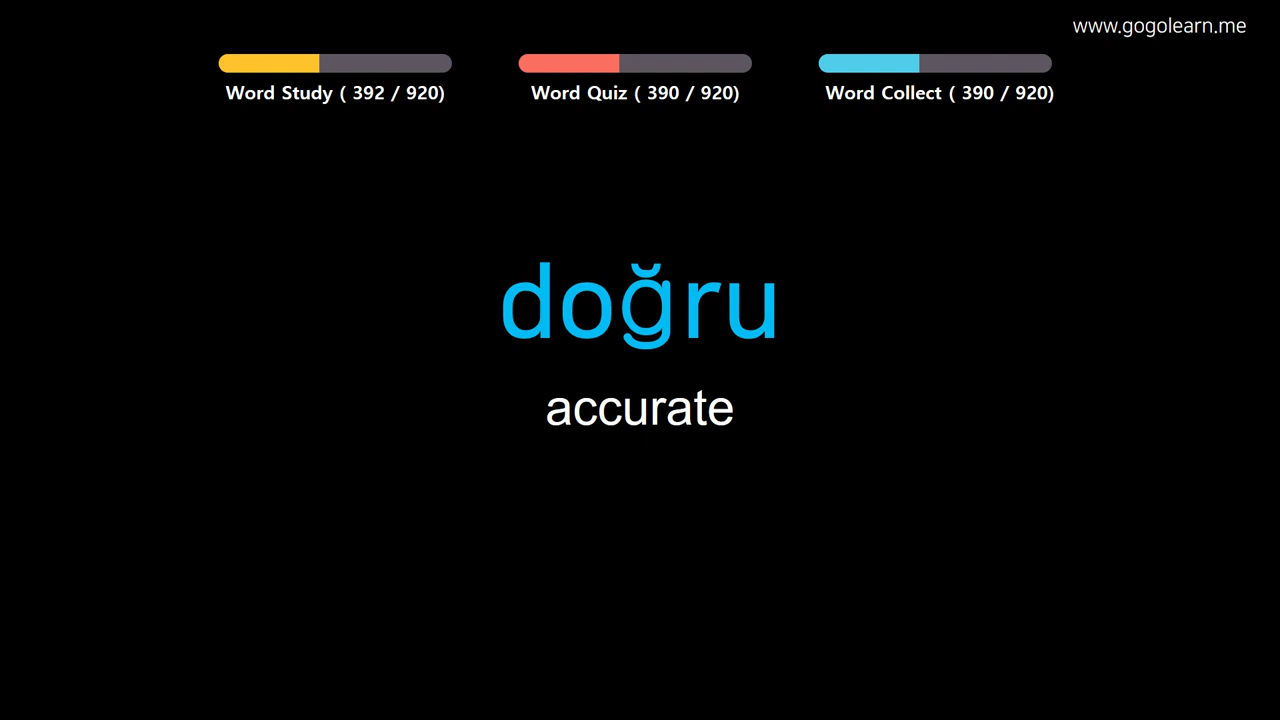 www.gogolearn.me
Word Study ( 392 / 920)
Word Quiz ( 390 / 920)
Word Collect ( 390 / 920)
doğru
accurate